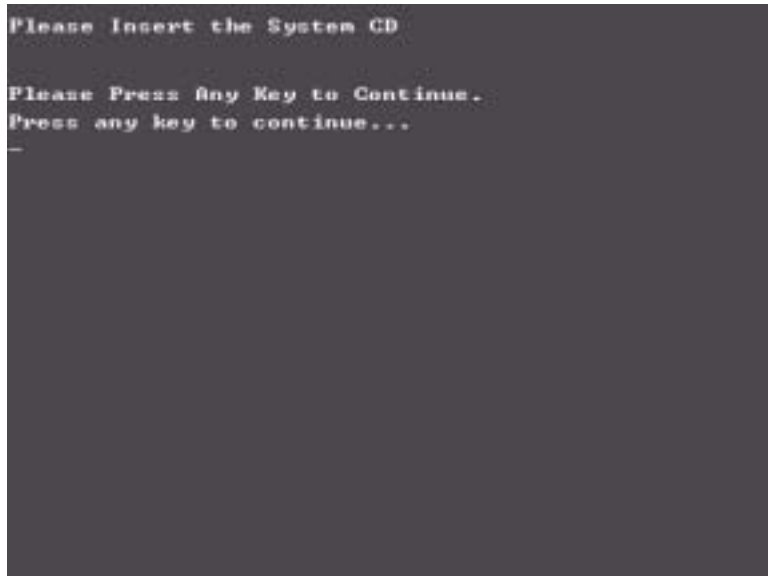 Please Insert the System CD
Please Press Any Key to Continue.
Press any key to continue...
_